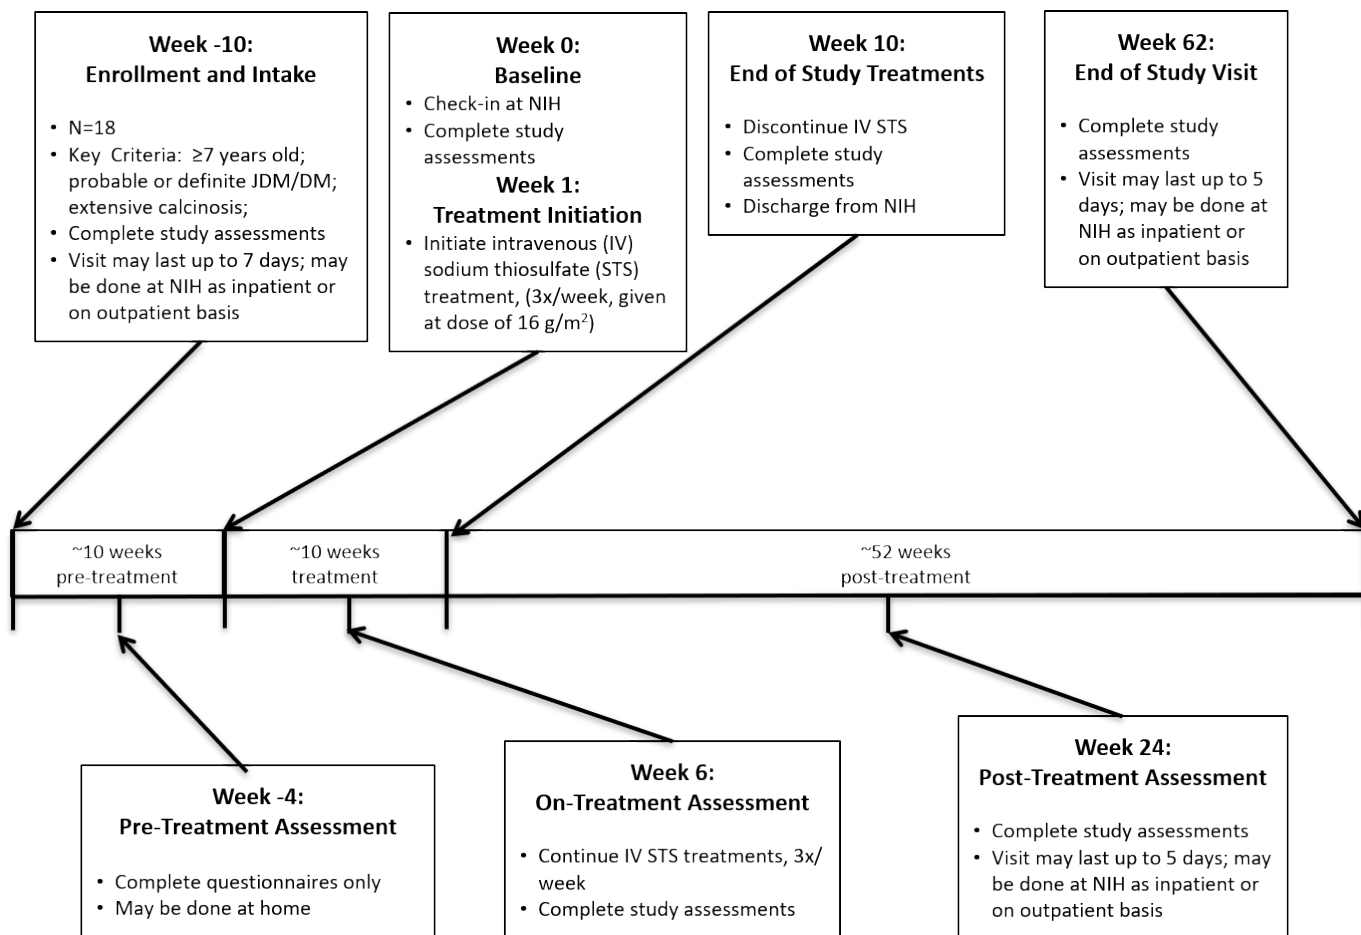 Week -10:
Enrollment and Intake
• N=18
• Key Criteria: ≥7 years old;
probable or definite JDM/DM;
extensive calcinosis;
• Complete study assessments
• Visit may last up to 7 days; may
be done at NIH as inpatient or
on outpatient basis
Week 0:
Baseline
• Check-in at NIH
• Complete study
assessments
Week 1:
Treatment Initiation
• Initiate intravenous (IV)
sodium thiosulfate (STS)
treatment, (3x/week, given
at dose of 16 g/m²)
Week 10:
End of Study Treatments
• Discontinue IV STS
• Complete study
assessments
• Discharge from NIH
Week 62:
End of Study Visit
• Complete study
assessments
• Visit may last up to 5
days; may be done at
NIH as inpatient or
on outpatient basis
~10 weeks
pre-treatment
~10 weeks
treatment
~52 weeks
post-treatment
Week -4:
Pre-Treatment Assessment
• Complete questionnaires only
• May be done at home
Week 6:
On-Treatment Assessment
• Continue IV STS treatments, 3x/
week
• Complete study assessments
Week 24:
Post-Treatment Assessment
• Complete study assessments
• Visit may last up to 5 days; may
be done at NIH as inpatient or
on outpatient basis